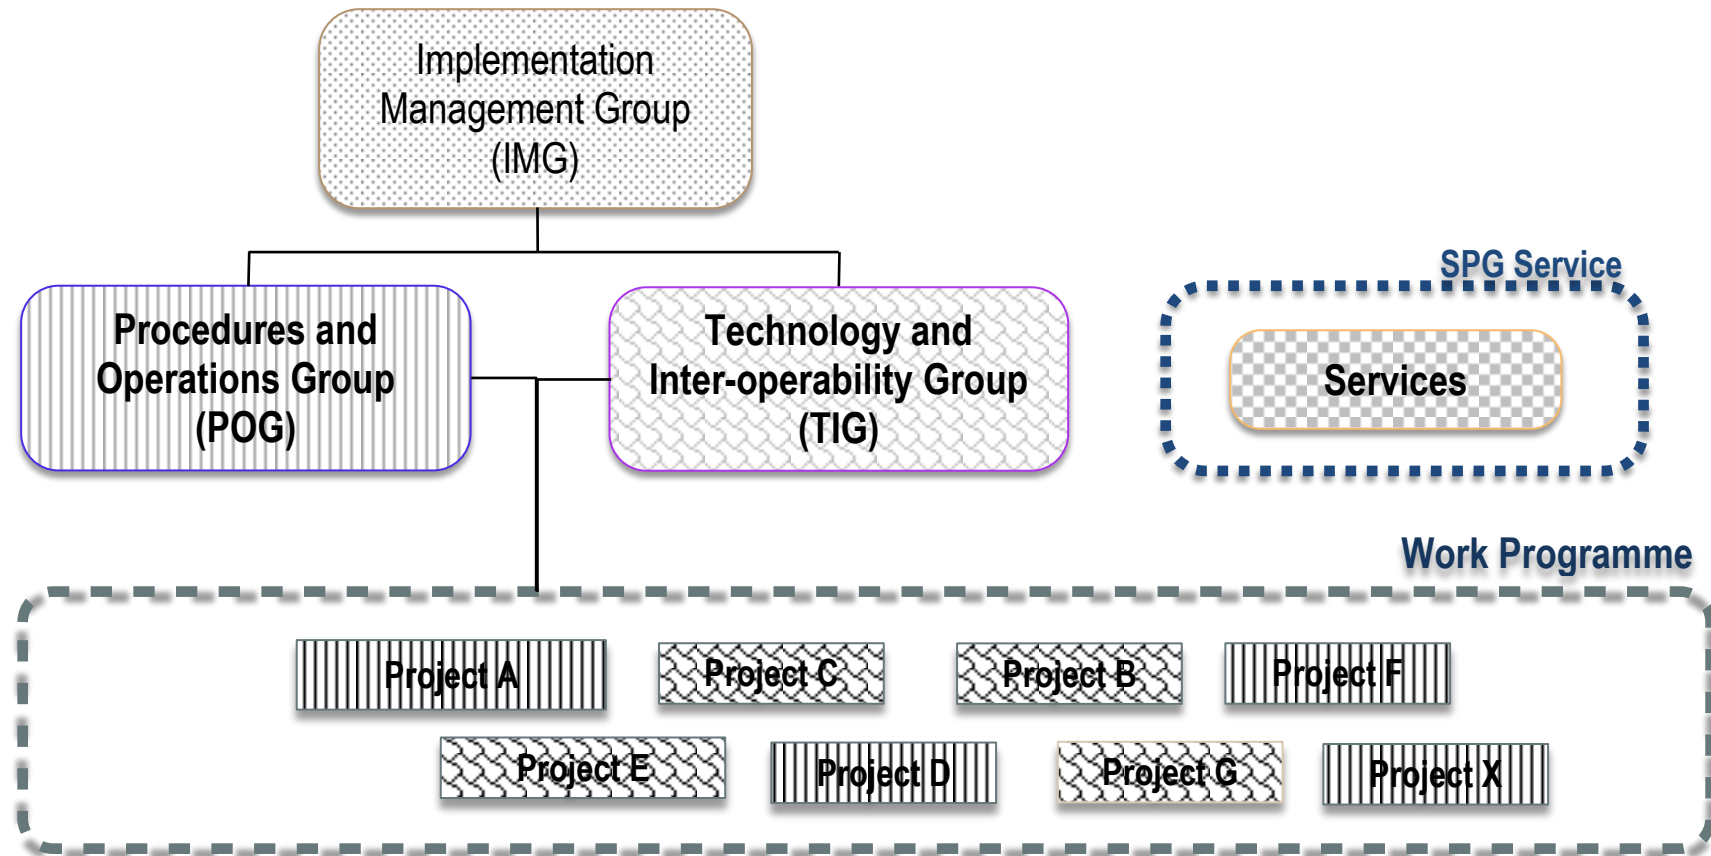 Implementation
Management Group
(IMG)
SPG Service
Procedures and
Operations Group
(POG)
Technology and
Inter-operability Group
(TIG)
Services
Work Programme
Project A
Project C
Project B
Project F
Project E
Project D
Project G
Project X